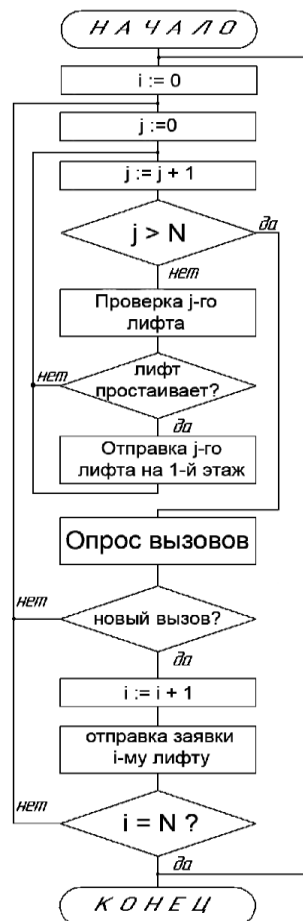 НАЧАЛО
i := 0
j :=0
j := j + 1
j > N
да
нет
Проверка j-го
лифта
нет
лифт
простаивает?
да
Отправка j-го
лифта на 1-й этаж
Опрос вызовов
нет
новый вызов?
да
i := i + 1
отправка заявки
i-му лифту
нет
i = N ?
да
КОНЕЦ